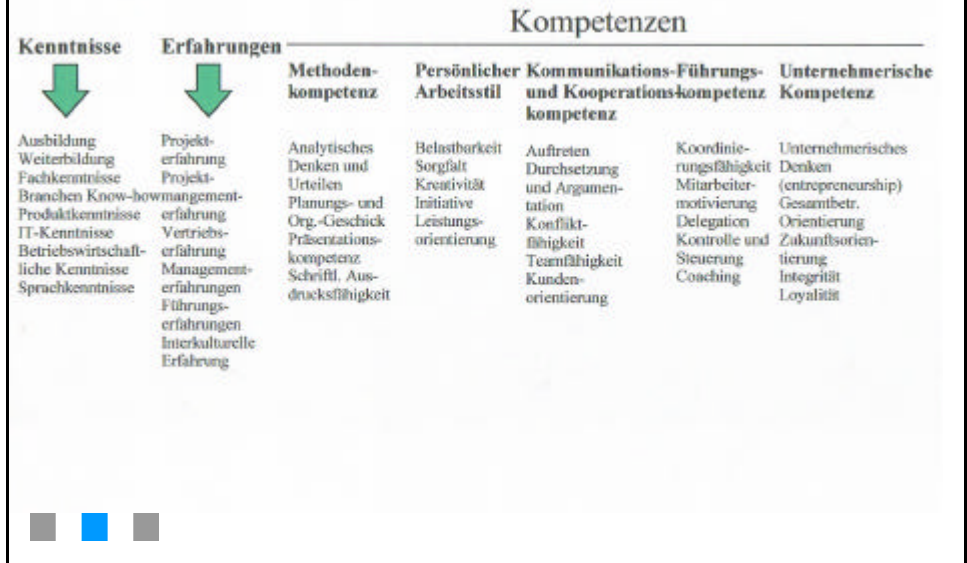 Kompetenzen
Kenntnisse
Ausbildung
Weiterbildung
Fachkenntnisse
Branchen Know-how
Produktkenntnisse
IT-Kenntnisse
Betriebswirtschaft-
liche Kenntnisse
Sprachkenntnisse
Erfahrungen
Projekt-
erfahrung
Projekt-
mangement-
erfahrung
Vertriebs-
erfahrung
Management-
erfahrungen
Führungs-
erfahrungen
Interkulturelle
Erfahrung
Methoden-
kompetenz
Analytisches
Denken und
Urteilen
Planungs- und
Org.-Geschick
Präsentations-
kompetenz
Schriftl. Aus-
drucksfähigkeit
Persönlicher
Arbeitsstil
Belastbarkeit
Sorgfalt
Kreativität
Initiative
Leistungs-
orientierung
Kommunikations-
und Kooperations-
kompetenz
Auftreten
Durchsetzung
und Argumen-
tation
Konflikt-
fähigkeit
Teamfähigkeit
Kunden-
orientierung
Führungs-
kompetenz
Koordinie-
rungsfähigkeit
Mitarbeiter-
motivierung
Delegation
Kontrolle und
Steuerung
Coaching
Unternehmerische
Kompetenz
Unternehmerisches
Denken
(entrepreneurship)
Gesamtbetr.
Orientierung
Zukunftsorien-
tierung
Integrität
Loyalität